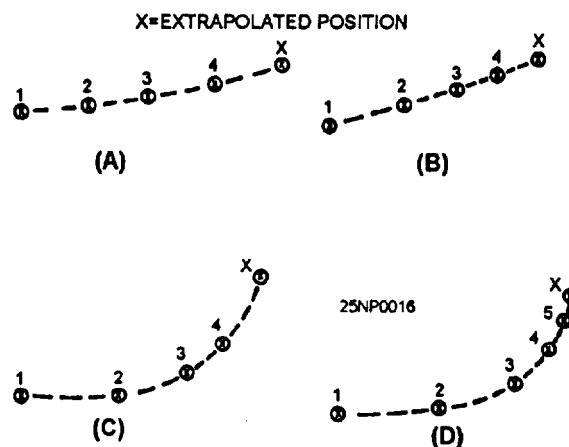 X=EXTRAPOLATED POSITION
1 2 3 4 X
(A)
1 2 3 4 X
(B)
1 2 3 4 X
(C)
25NP0016
1 2 3 4 5 X
(D)